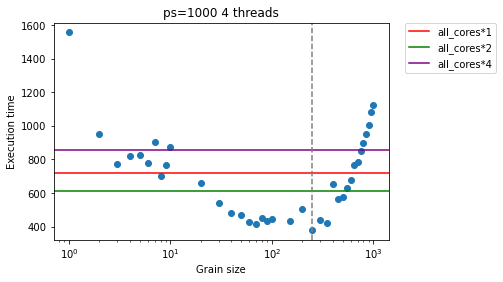 ps=1000 4 threads
all_cores*1
all_cores*2
all_cores*4
Execution time
1600
1400
1200
1000
800
600
400
10^0
10^1
10^2
10^3
Grain size